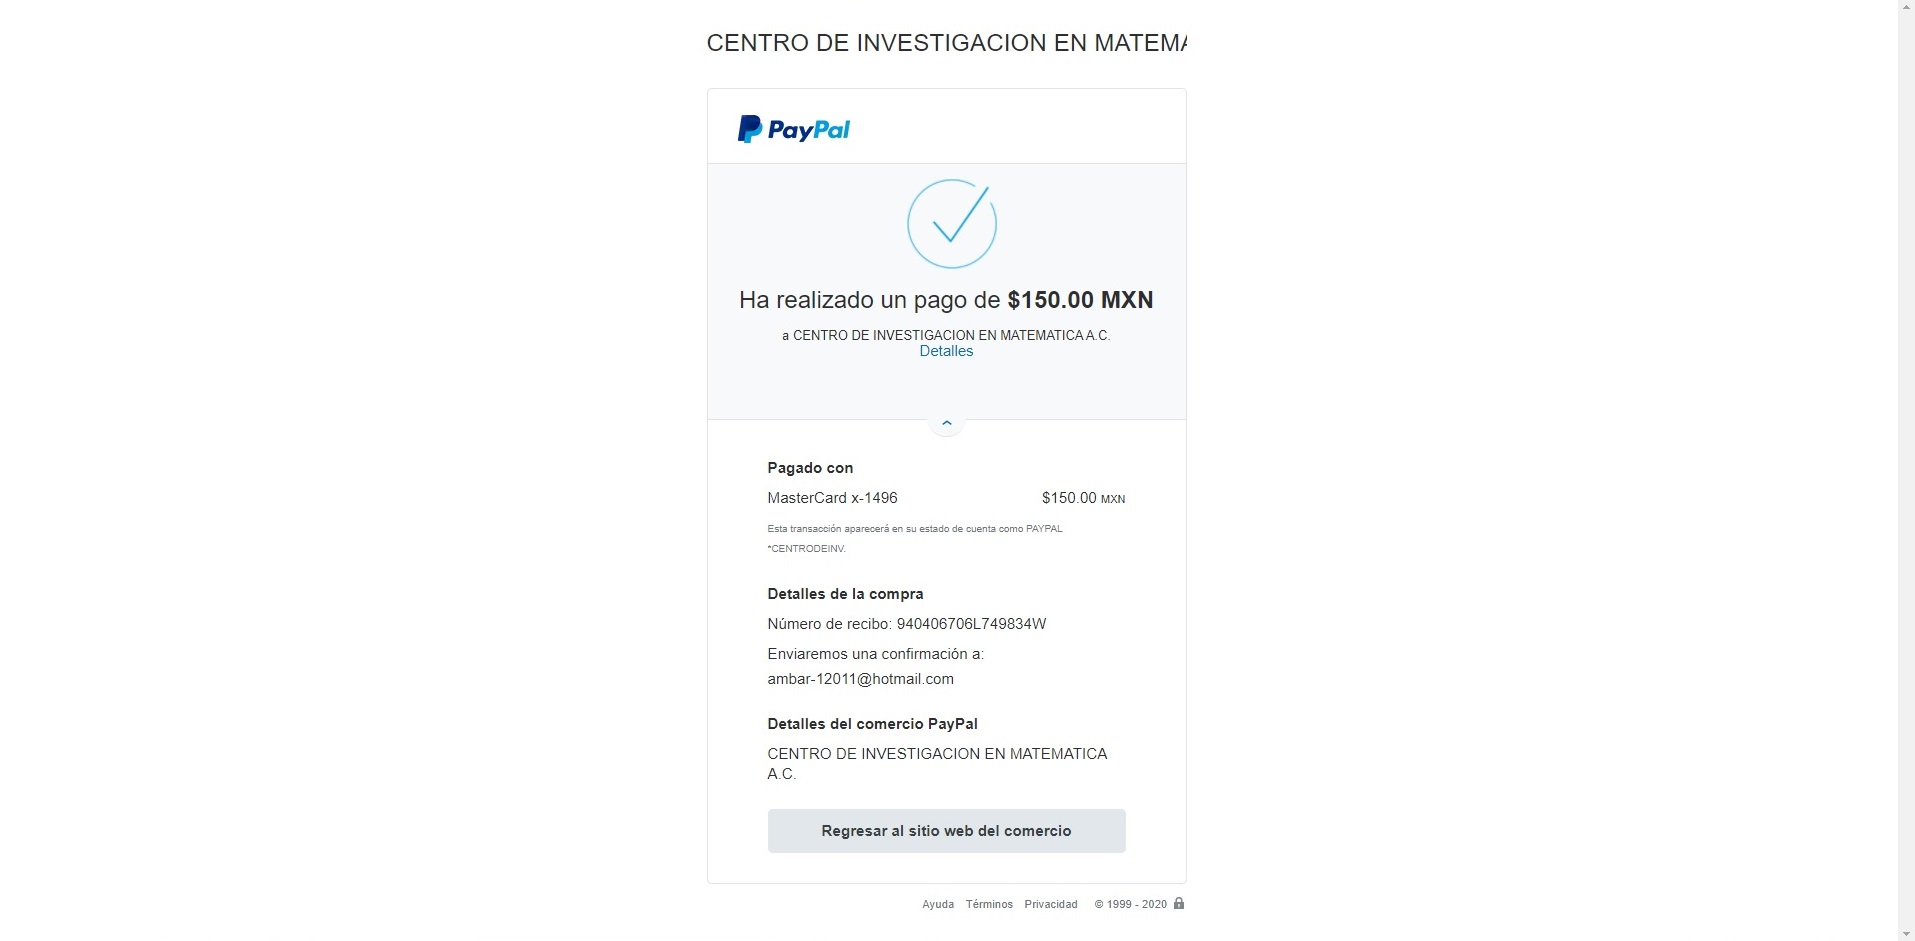 CENTRO DE INVESTIGACION EN MATEMA
PayPal
Ha realizado un pago de $150.00 MXN
a CENTRO DE INVESTIGACION EN MATEMATICA A.C.
Detalles
Pagado con
MasterCard x-1496 $150.00 MXN
Esta transacción aparecerá en su estado de cuenta como PAYPAL
*CENTRODEINV.
Detalles de la compra
Número de recibo: 940406706L749834W
Enviaremos una confirmación a:
ambar-12011@hotmail.com
Detalles del comercio PayPal
CENTRO DE INVESTIGACION EN MATEMATICA
A.C.
Regresar al sitio web del comercio
Ayuda Términos Privacidad © 1999 - 2020